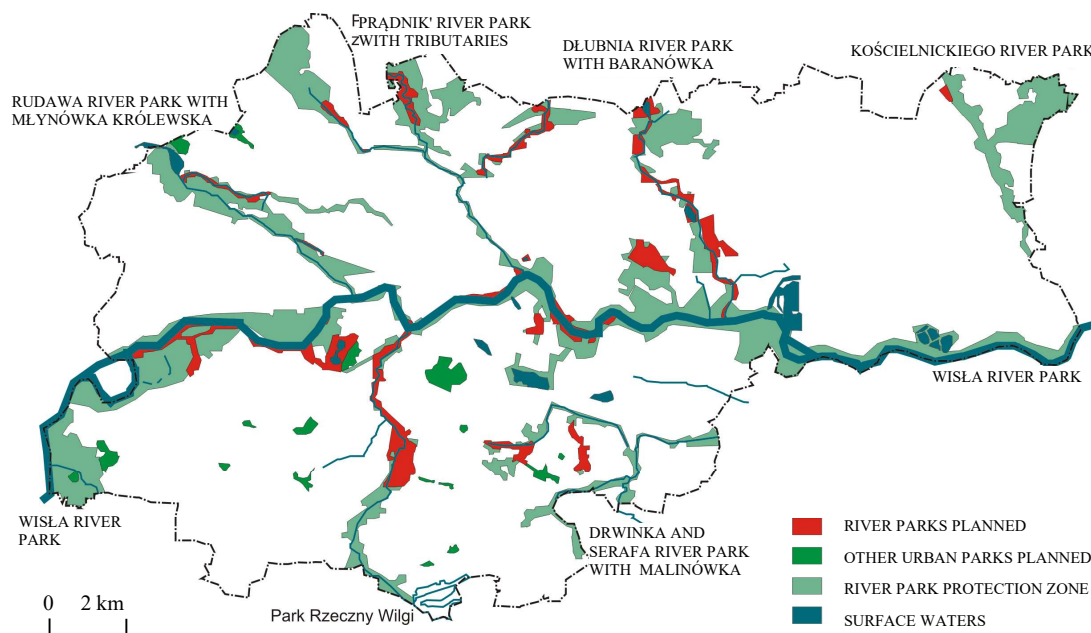 PRĄDNIK' RIVER PARK
WITH TRIBUTARIES
DŁUBNIA RIVER PARK
WITH BARANÓWKA
KOŚCIELNICKIEGO RIVER PARK
RUDAWA RIVER PARK WITH
MŁYNÓWKA KRÓLEWSKA
WISŁA RIVER PARK
WISŁA RIVER
PARK
DRWINKA AND
SERAFA RIVER PARK
WITH MALINÓWKA
Park Rzeczny Wilgi
RIVER PARKS PLANNED
OTHER URBAN PARKS PLANNED
RIVER PARK PROTECTION ZONE
SURFACE WATERS
0 2 km